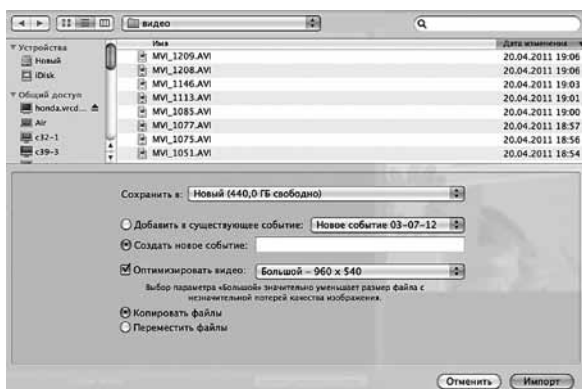 видео
Имя Дата изменения
Устройства
Новый
iDisk
Общий доступ
honda.vrcd...
Air
c32-1
c39-3
MVI_1209.AVI 20.04.2011 19:06
MVI_1208.AVI 20.04.2011 19:06
MVI_1146.AVI 20.04.2011 19:03
MVI_1113.AVI 20.04.2011 19:01
MVI_1085.AVI 20.04.2011 19:00
MVI_1077.AVI 20.04.2011 18:57
MVI_1075.AVI 20.04.2011 18:56
MVI_1051.AVI 20.04.2011 18:54
Сохранить в: Новый (440,0 ГБ свободно)
Добавить в существующее событие: Новое событие 03-07-12
Создать новое событие:
Оптимизировать видео: Большой – 960 x 540
Выбор параметра «Большой» значительно уменьшает размер файла с
незначительной потерей качества изображения.
Копировать файлы
Переместить файлы
Отменить Импорт